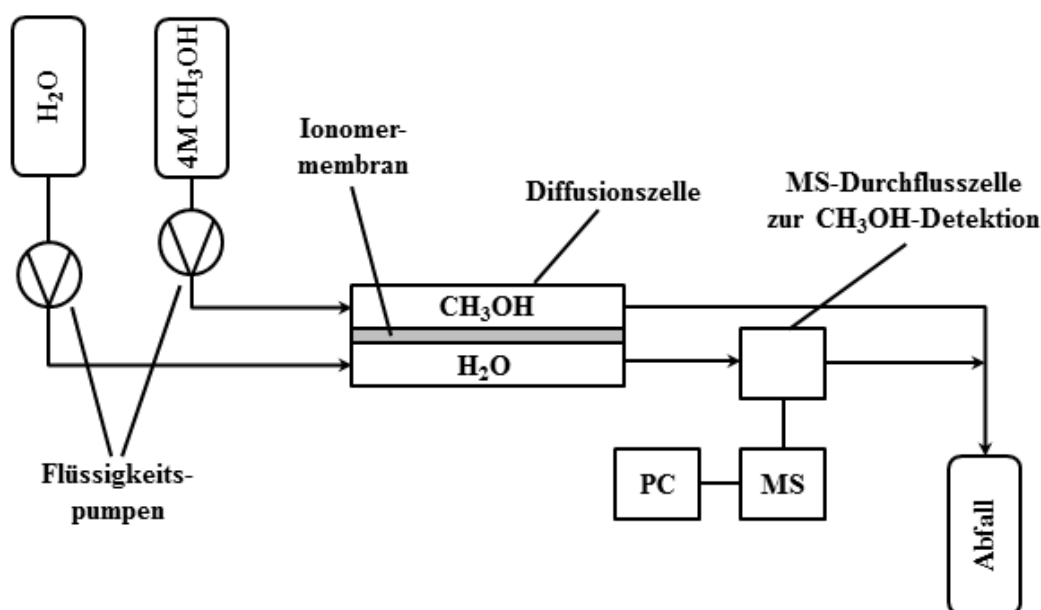 H₂O
4M CH₃OH
Ionomer-
membran
Diffusionszelle
MS-Durchflusszelle
zur CH₃OH-Detektion
CH₃OH
H₂O
Flüssigkeits-
pumpen
PC
MS
Abfall